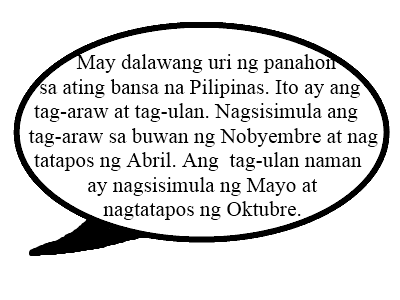 May dalawang uri ng panahon
sa ating bansa na Pilipinas. Ito ay ang
tag-araw at tag-ulan. Nagsisimula ang
tag-araw sa buwan ng Nobyembre at nag
tatapos ng Abril. Ang  tag-ulan naman
ay nagsisimula ng Mayo at
nagtatapos ng Oktubre.